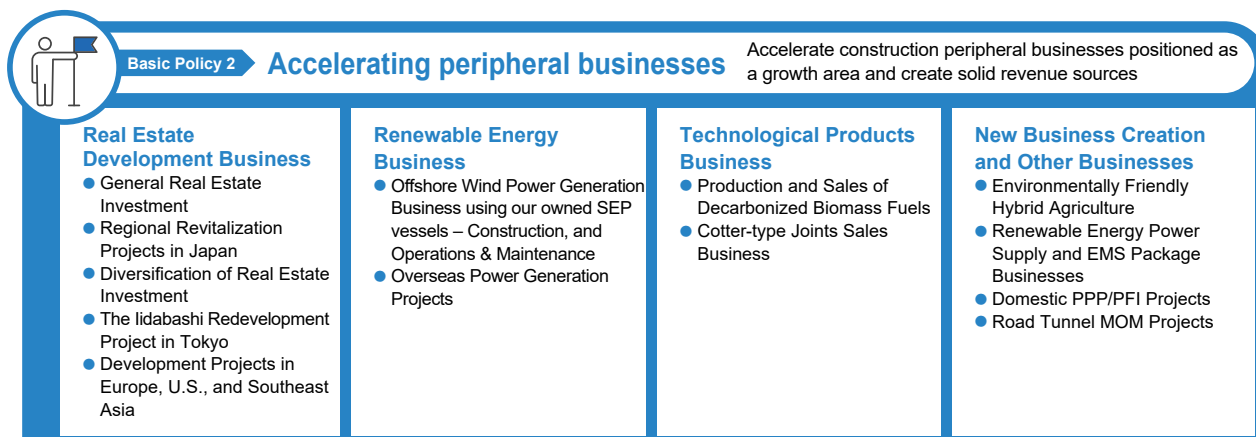 Basic Policy 2
Accelerating peripheral businesses
Accelerate construction peripheral businesses positioned as
a growth area and create solid revenue sources
Real Estate
Development Business
General Real Estate
Investment
Regional Revitalization
Projects in Japan
Diversification of Real Estate
Investment
The Iidabashi Redevelopment
Project in Tokyo
Development Projects in
Europe, U.S., and Southeast
Asia
Renewable Energy
Business
Offshore Wind Power Generation
Business using our owned SEP
vessels – Construction, and
Operations & Maintenance
Overseas Power Generation
Projects
Technological Products
Business
Production and Sales of
Decarbonized Biomass Fuels
Cotter-type Joints Sales
Business
New Business Creation
and Other Businesses
Environmentally Friendly
Hybrid Agriculture
Renewable Energy Power
Supply and EMS Package
Businesses
Domestic PPP/PFI Projects
Road Tunnel MOM Projects